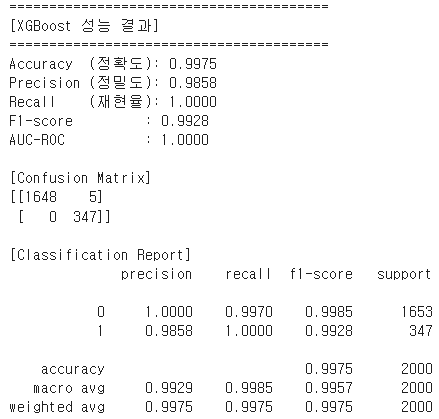 ========================================
[XGBoost 성능 결과]
========================================
Accuracy  (정확도): 0.9975
Precision (정밀도): 0.9858
Recall    (재현율): 1.0000
F1-score          : 0.9928
AUC-ROC           : 1.0000
[Confusion Matrix]
[[1648    5]
 [   0  347]]
[Classification Report]
              precision    recall  f1-score   support
           0     1.0000    0.9970    0.9985      1653
           1     0.9858    1.0000    0.9928       347
    accuracy                         0.9975      2000
   macro avg     0.9929    0.9985    0.9957      2000
weighted avg     0.9975    0.9975    0.9975      2000